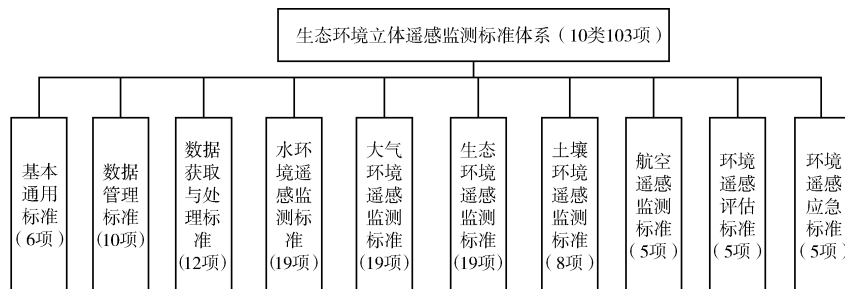 生态环境立体遥感监测标准体系（10类103项）
基本
通用
标准
（6项）
数据
管理
标准
(10项)
数据
获取
与处
理标
准
(12项)
水环
境遥
感监
测标
准
(19项)
大气
环境
遥感
监测
标准
(19项)
生态
环境
遥感
监测
标准
(19项)
土壤
环境
遥感
监测
标准
（8项）
航空
遥感
监测
标准
（5项）
环境
遥感
评估
标准
（5项）
环境
遥感
应急
标准
（5项）